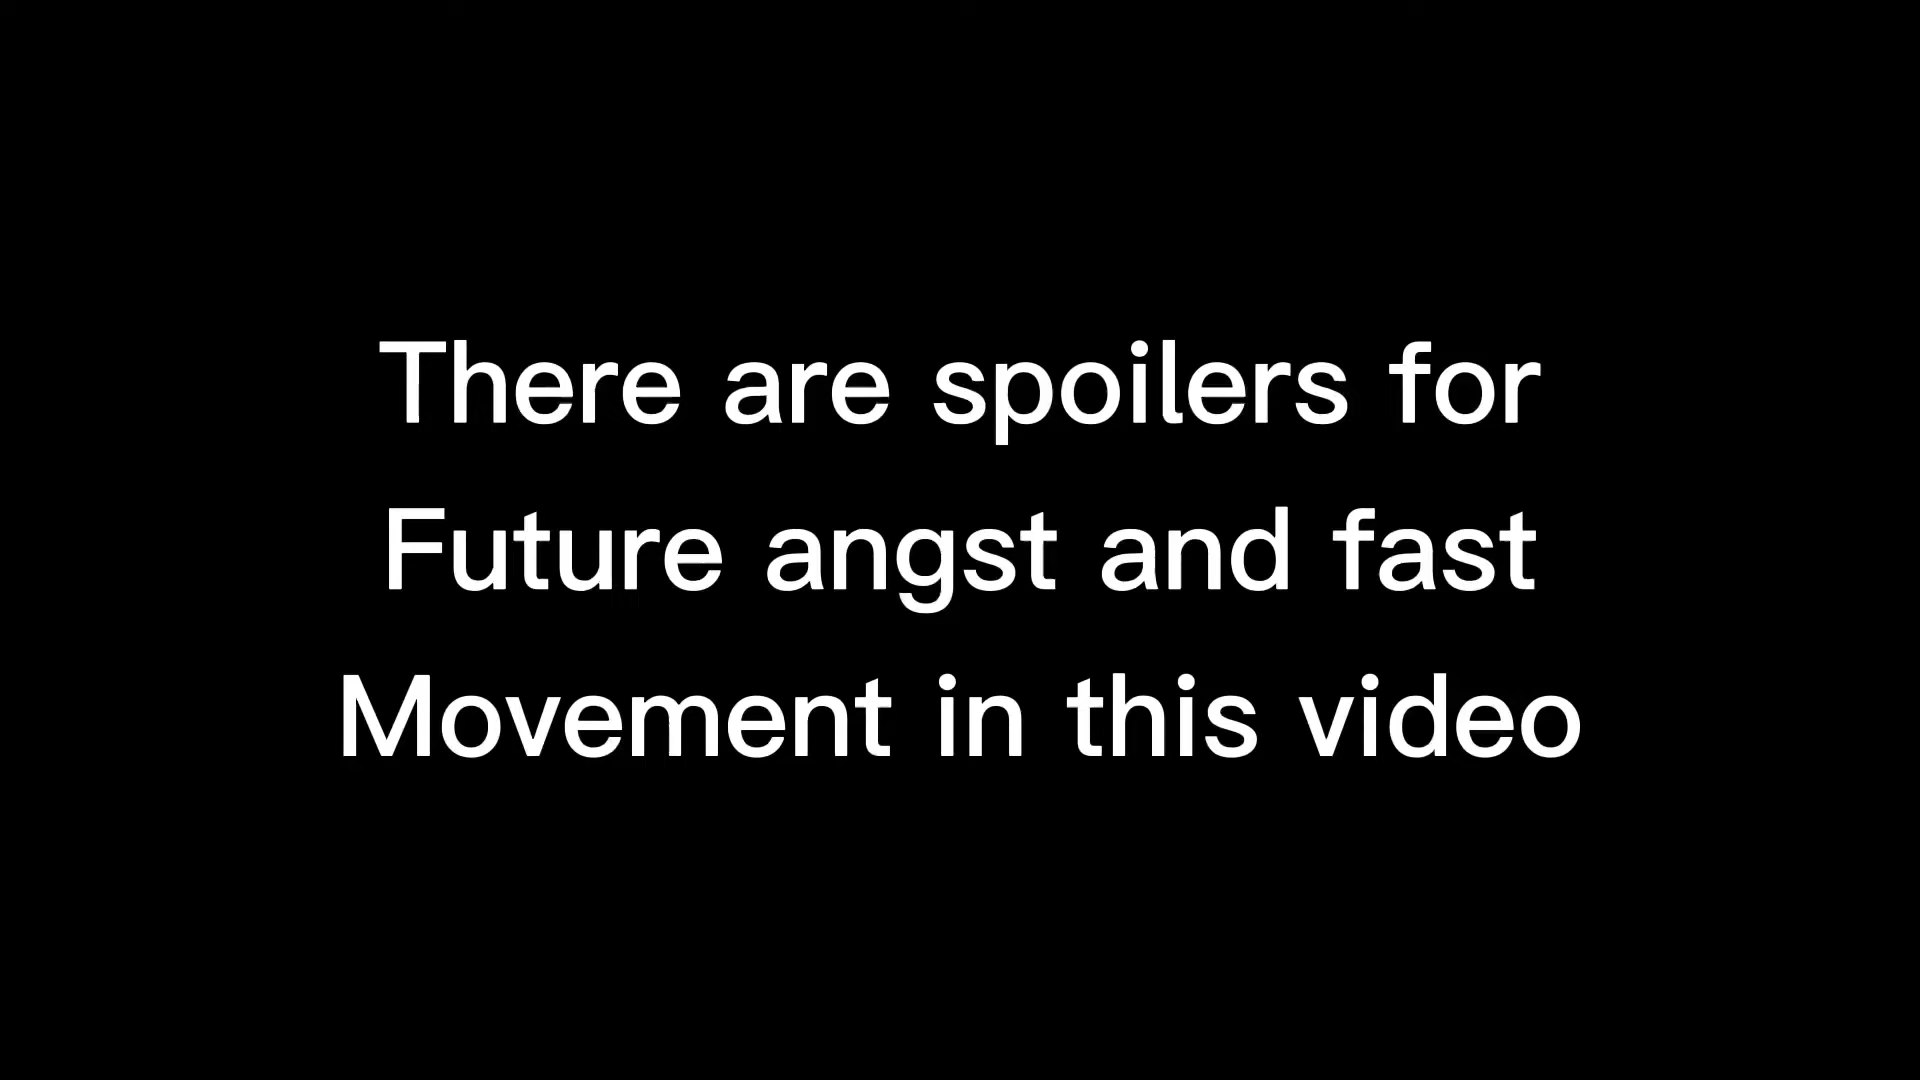 There are spoilers for
Future angst and fast
Movement in this video